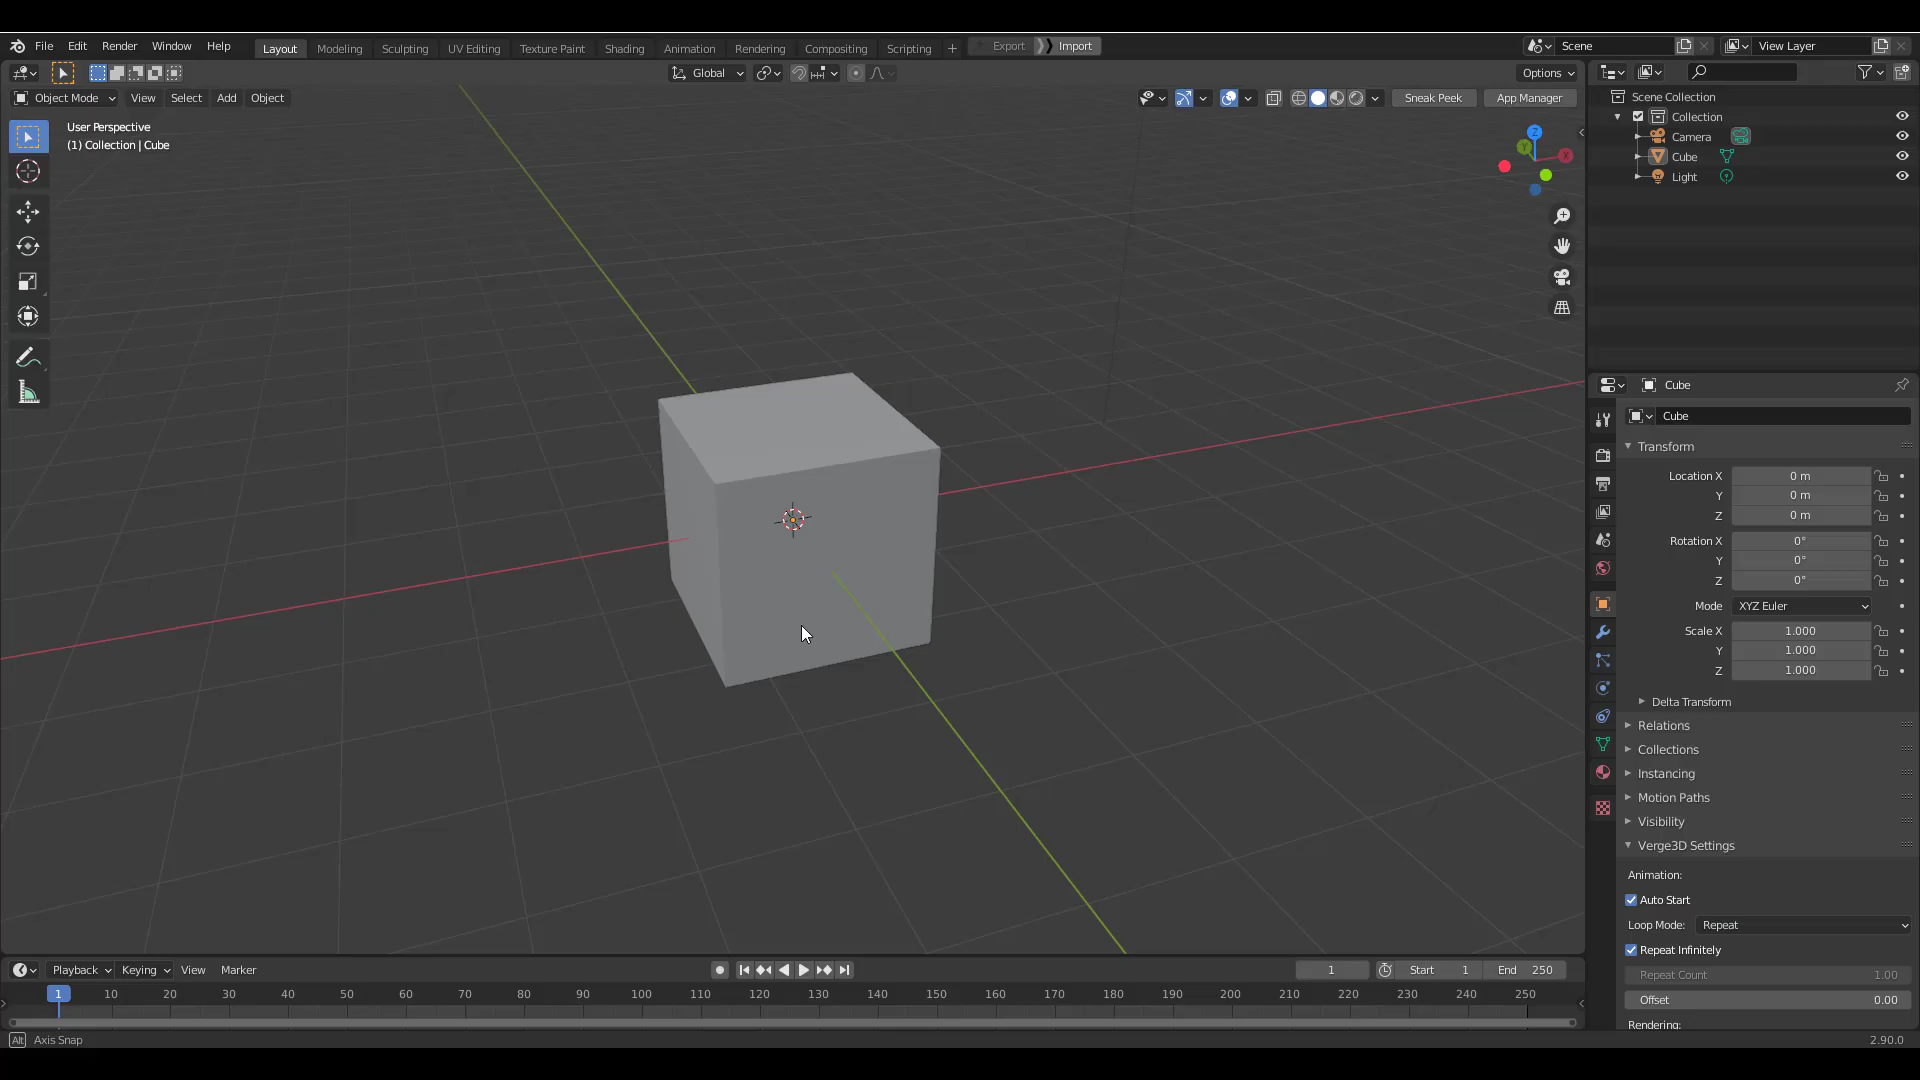 File Edit Render Window Help Layout Modeling Sculpting UV Editing Texture Paint Shading Animation Rendering Compositing Scripting + Export Import Scene View Layer
Global Options
Object Mode View Select Add Object Sneak Peek App Manager
User Perspective
(1) Collection | Cube
Z
Y
X
Scene Collection
Collection
Camera
Cube
Light
Cube
Cube
Transform
Location X 0 m
Y 0 m
Z 0 m
Rotation X 0°
Y 0°
Z 0°
Mode XYZ Euler
Scale X 1.000
Y 1.000
Z 1.000
Delta Transform
Relations
Collections
Instancing
Motion Paths
Visibility
Verge3D Settings
Animation:
Auto Start
Loop Mode: Repeat
Repeat Infinitely
Repeat Count 1.00
Offset 0.00
Rendering:
Playback Keying View Marker 1 Start 1 End 250
1 10 20 30 40 50 60 70 80 90 100 110 120 130 140 150 160 170 180 190 200 210 220 230 240 250
Alt Axis Snap 2.90.0